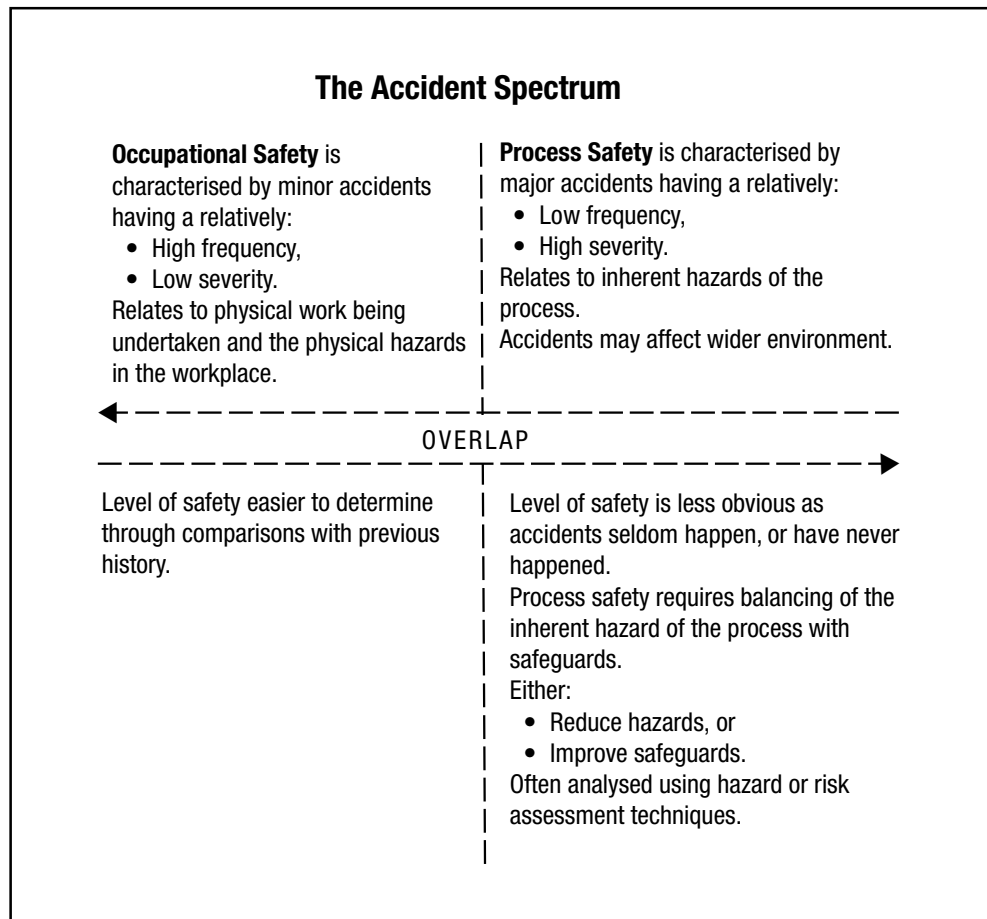 The Accident Spectrum
Occupational Safety is
characterised by minor accidents
having a relatively:
• High frequency,
• Low severity.
Relates to physical work being
undertaken and the physical hazards
in the workplace.
Process Safety is characterised by
major accidents having a relatively:
• Low frequency,
• High severity.
Relates to inherent hazards of the
process.
Accidents may affect wider environment.
OVERLAP
Level of safety easier to determine
through comparisons with previous
history.
Level of safety is less obvious as
accidents seldom happen, or have never
happened.
Process safety requires balancing of the
inherent hazard of the process with
safeguards.
Either:
• Reduce hazards, or
• Improve safeguards.
Often analysed using hazard or risk
assessment techniques.